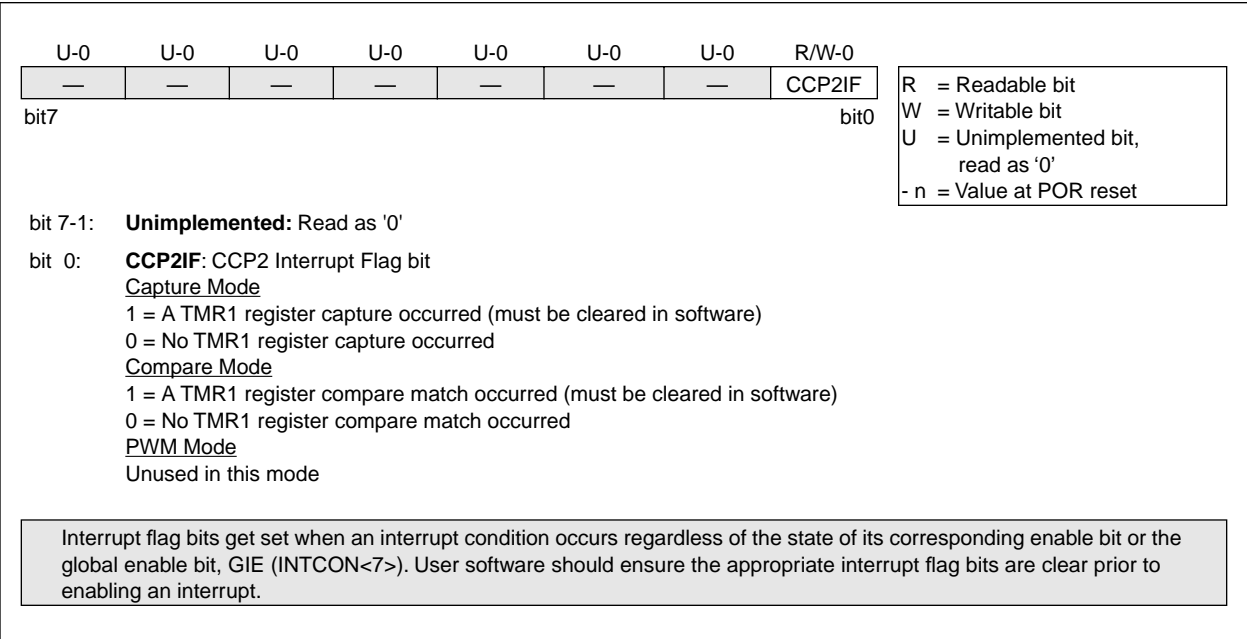 U-0 U-0 U-0 U-0 U-0 U-0 U-0 R/W-0
— — — — — — — CCP2IF
bit7 bit0
R = Readable bit
W = Writable bit
U = Unimplemented bit,
read as ‘0’
- n = Value at POR reset
bit 7-1: Unimplemented: Read as '0'
bit 0: CCP2IF: CCP2 Interrupt Flag bit
Capture Mode
1 = A TMR1 register capture occurred (must be cleared in software)
0 = No TMR1 register capture occurred
Compare Mode
1 = A TMR1 register compare match occurred (must be cleared in software)
0 = No TMR1 register compare match occurred
PWM Mode
Unused in this mode
Interrupt flag bits get set when an interrupt condition occurs regardless of the state of its corresponding enable bit or the
global enable bit, GIE (INTCON<7>). User software should ensure the appropriate interrupt flag bits are clear prior to
enabling an interrupt.